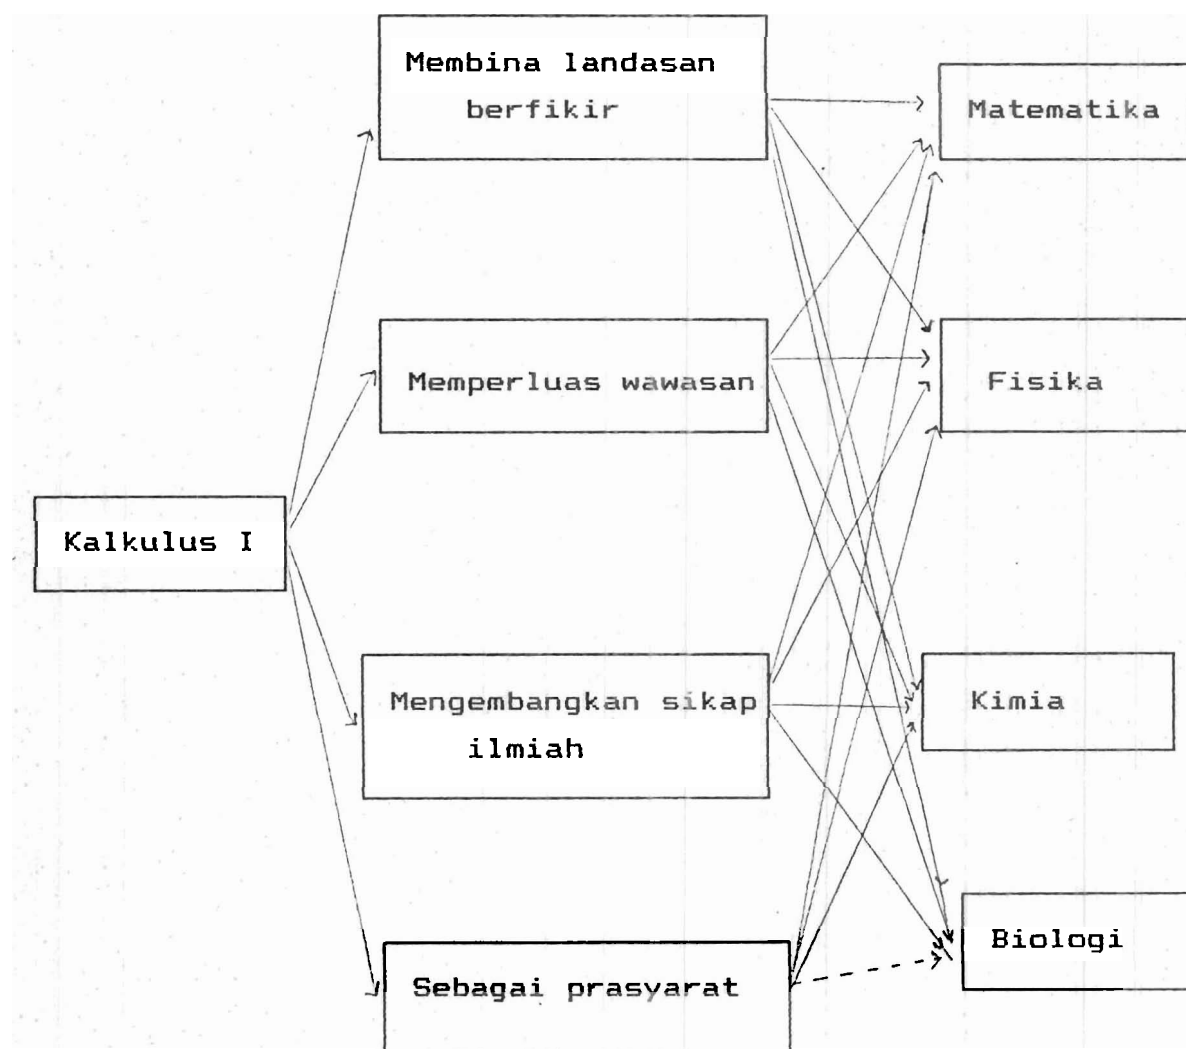 Membina landasan
berfikir
Matematika
Memperluas wawasan
Fisika
Kalkulus I
Mengembangkan sikap
ilmiah
Kimia
Biologi
Sebagai prasyarat